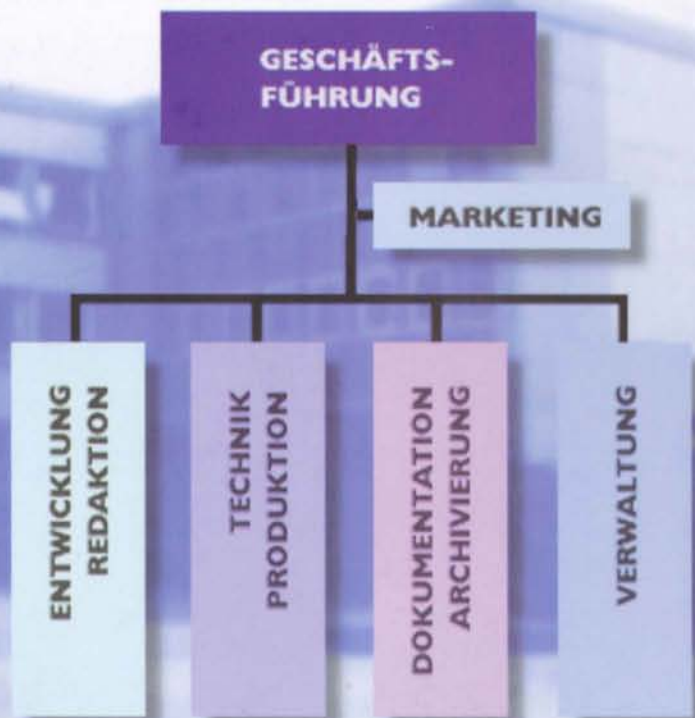 GESCHÄFTS-
FÜHRUNG
MARKETING
ENTWICKLUNG
REDAKTION
TECHNIK
PRODUKTION
DOKUMENTATION
ARCHIVIERUNG
VERWALTUNG